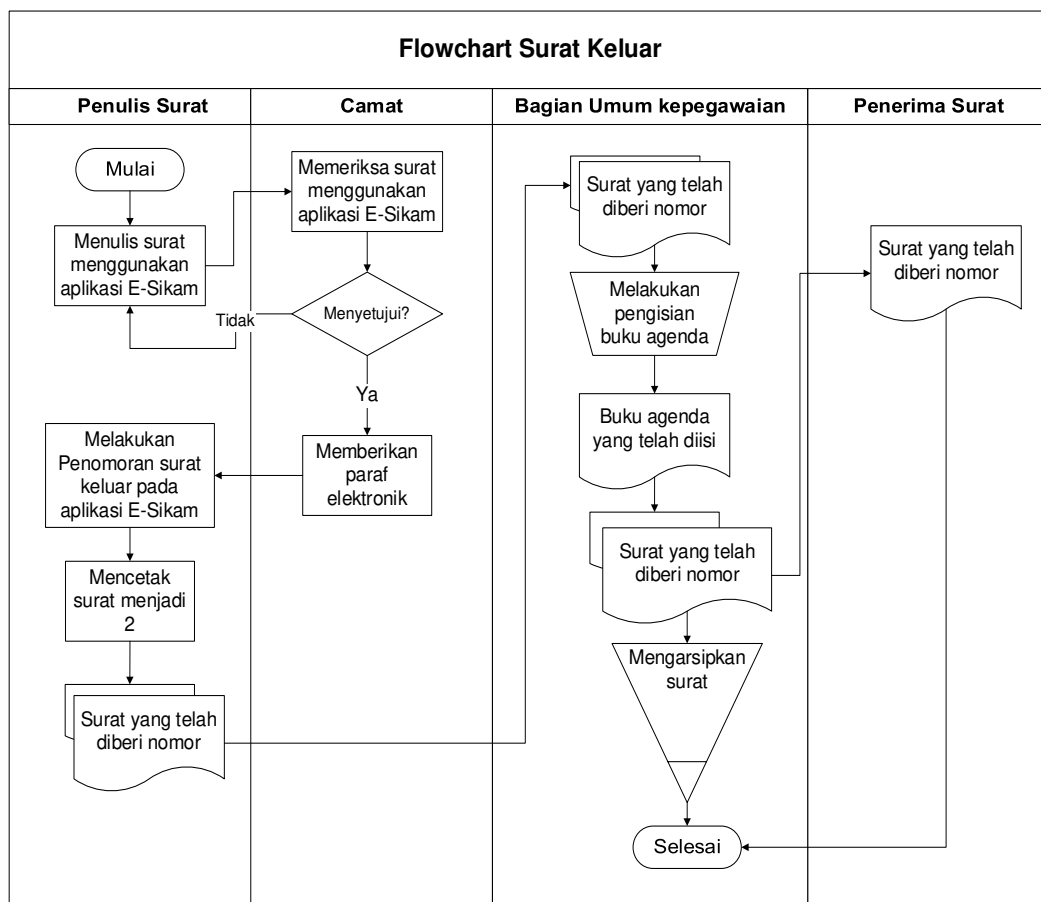 Flowchart Surat Keluar
Penulis Surat
Camat
Bagian Umum kepegawaian
Penerima Surat
Mulai
Menulis surat
menggunakan
aplikasi E-Sikam
Memeriksa surat
menggunakan
aplikasi E-Sikam
Menyetujui?
Tidak
Ya
Memberikan
paraf
elektronik
Melakukan
Penomoran surat
keluar pada
aplikasi E-Sikam
Mencetak
surat menjadi
2
Surat yang telah
diberi nomor
Surat yang telah
diberi nomor
Melakukan
pengisian
buku agenda
Buku agenda
yang telah diisi
Surat yang telah
diberi nomor
Mengarsipkan
surat
Selesai
Surat yang telah
diberi nomor